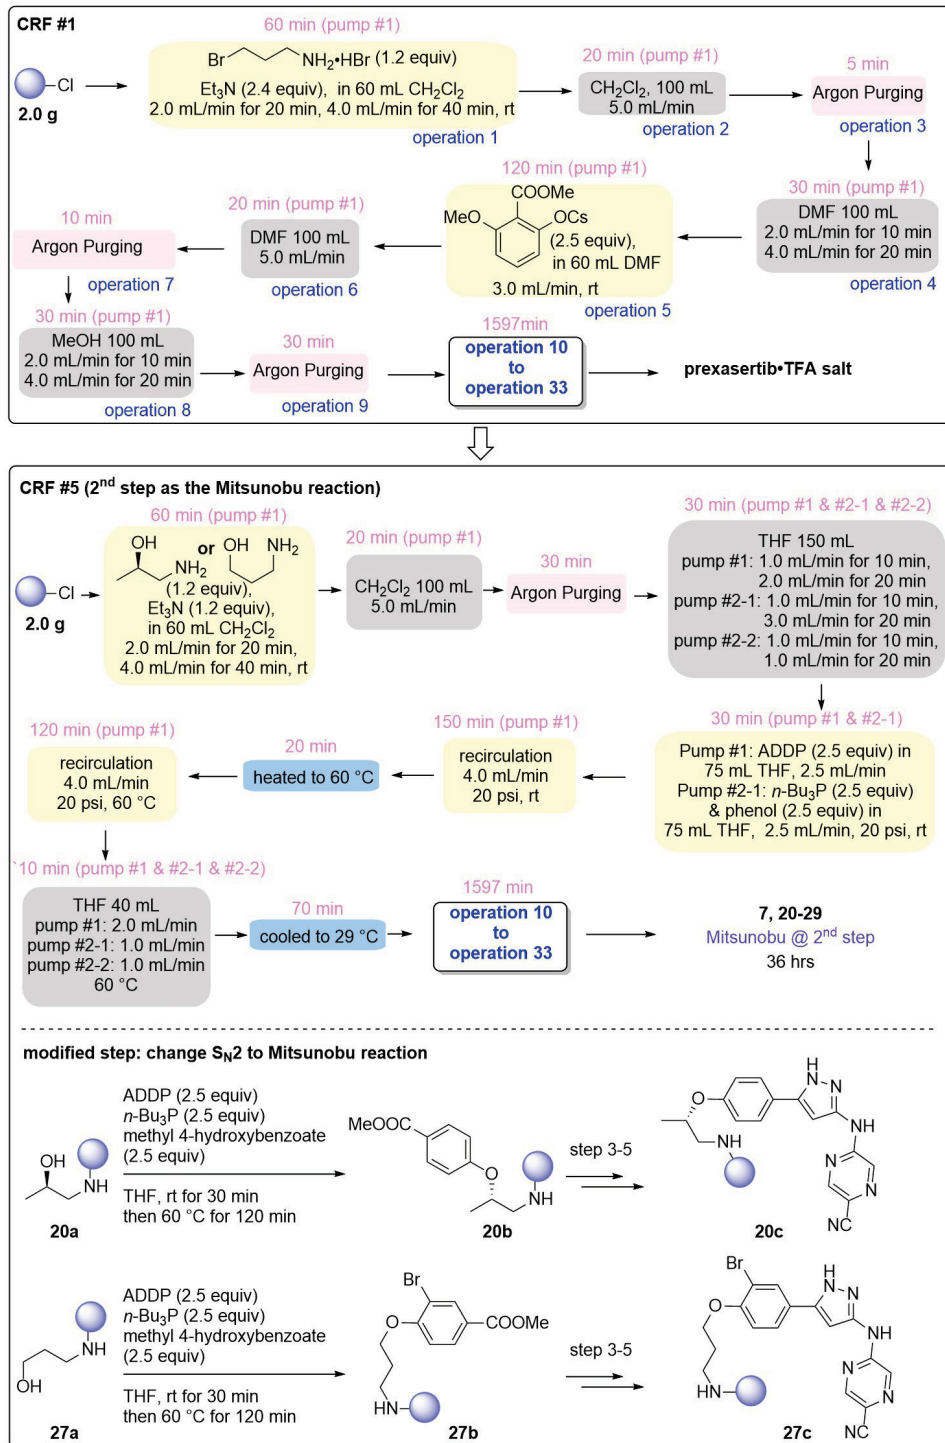 CRF #1
60 min (pump #1)
Br NH₂•HBr (1.2 equiv)
Et₃N (2.4 equiv), in 60 mL CH₂Cl₂
2.0 mL/min for 20 min, 4.0 mL/min for 40 min, rt
operation 1
Cl
2.0 g
20 min (pump #1)
CH₂Cl₂, 100 mL
5.0 mL/min
operation 2
5 min
Argon Purging
operation 3
30 min (pump #1)
DMF 100 mL
2.0 mL/min for 10 min
4.0 mL/min for 20 min
operation 4
120 min (pump #1)
COOMe
MeO OCs
(2.5 equiv),
in 60 mL DMF
3.0 mL/min, rt
operation 5
20 min (pump #1)
DMF 100 mL
5.0 mL/min
operation 6
10 min
Argon Purging
operation 7
30 min (pump #1)
MeOH 100 mL
2.0 mL/min for 10 min
4.0 mL/min for 20 min
operation 8
30 min
Argon Purging
operation 9
1597min
operation 10
to
operation 33
prexasertib•TFA salt
CRF #5 (2nd step as the Mitsunobu reaction)
60 min (pump #1)
OH or OH NH₂
NH₂
(1.2 equiv),
Et₃N (1.2 equiv),
in 60 mL CH₂Cl₂
2.0 mL/min for 20 min,
4.0 mL/min for 40 min, rt
Cl
2.0 g
20 min (pump #1)
CH₂Cl₂ 100 mL
5.0 mL/min
30 min
Argon Purging
30 min (pump #1 & #2-1 & #2-2)
THF 150 mL
pump #1: 1.0 mL/min for 10 min,
2.0 mL/min for 20 min
pump #2-1: 1.0 mL/min for 10 min,
3.0 mL/min for 20 min
pump #2-2: 1.0 mL/min for 10 min,
1.0 mL/min for 20 min
30 min (pump #1 & #2-1)
Pump #1: ADDP (2.5 equiv) in
75 mL THF, 2.5 mL/min
Pump #2-1: n-Bu₃P (2.5 equiv)
& phenol (2.5 equiv) in
75 mL THF, 2.5 mL/min, 20 psi, rt
150 min (pump #1)
recirculation
4.0 mL/min
20 psi, rt
20 min
heated to 60 °C
120 min (pump #1)
recirculation
4.0 mL/min
20 psi, 60 °C
`10 min (pump #1 & #2-1 & #2-2)
THF 40 mL
pump #1: 2.0 mL/min
pump #2-1: 1.0 mL/min
pump #2-2: 1.0 mL/min
60 °C
70 min
cooled to 29 °C
1597 min
operation 10
to
operation 33
7, 20-29
Mitsunobu @ 2nd step
36 hrs
modified step: change SN2 to Mitsunobu reaction
OH
NH
20a
ADDP (2.5 equiv)
n-Bu₃P (2.5 equiv)
methyl 4-hydroxybenzoate
(2.5 equiv)
THF, rt for 30 min
then 60 °C for 120 min
MeOOC
O
NH
20b
step 3-5
H
N
N
O
NH
NH
N
N
CN
20c
NH
OH
27a
ADDP (2.5 equiv)
n-Bu₃P (2.5 equiv)
methyl 4-hydroxybenzoate
(2.5 equiv)
THF, rt for 30 min
then 60 °C for 120 min
Br
O
COOMe
HN
27b
step 3-5
Br
H
N
N
O
NH
N
N
HN
CN
27c